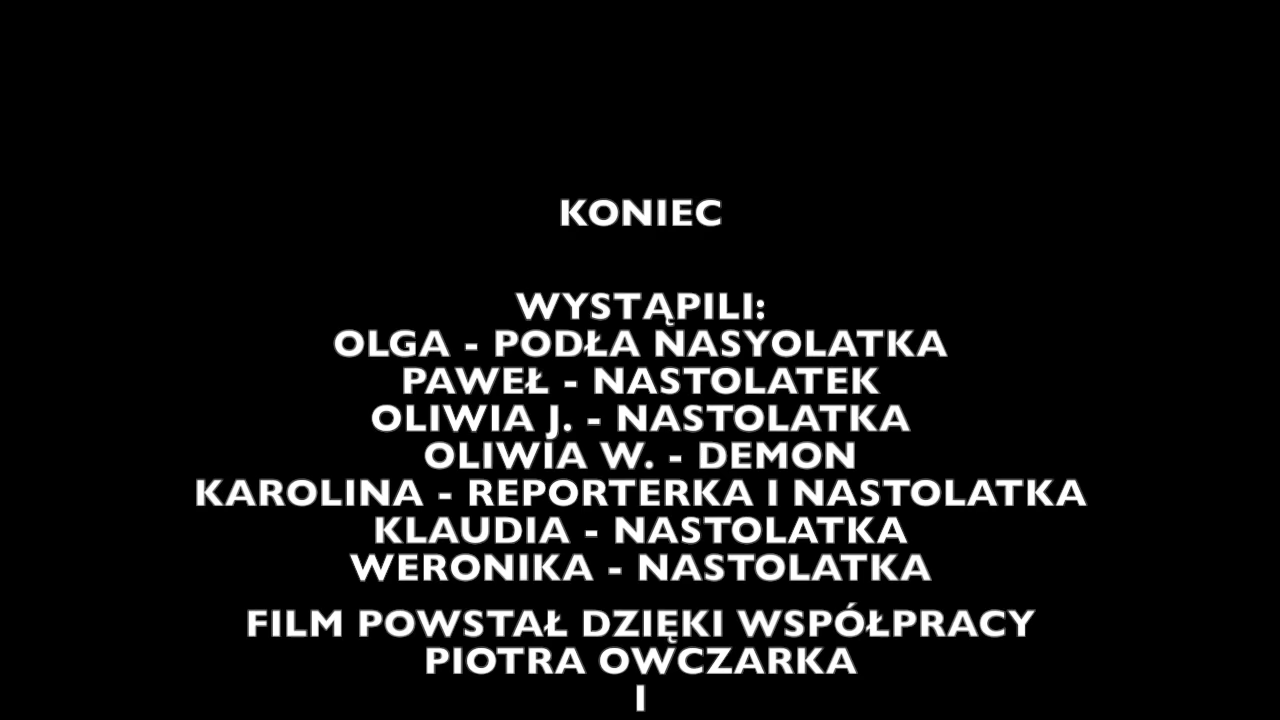 KONIEC
WYSTĄPILI:
OLGA - PODŁA NASYOLATKA
PAWEŁ - NASTOLATEK
OLIWIA J. - NASTOLATKA
OLIWIA W. - DEMON
KAROLINA - REPORTERKA I NASTOLATKA
KLAUDIA - NASTOLATKA
WERONIKA - NASTOLATKA
FILM POWSTAŁ DZIĘKI WSPÓŁPRACY
PIOTRA OWCZARKA
I